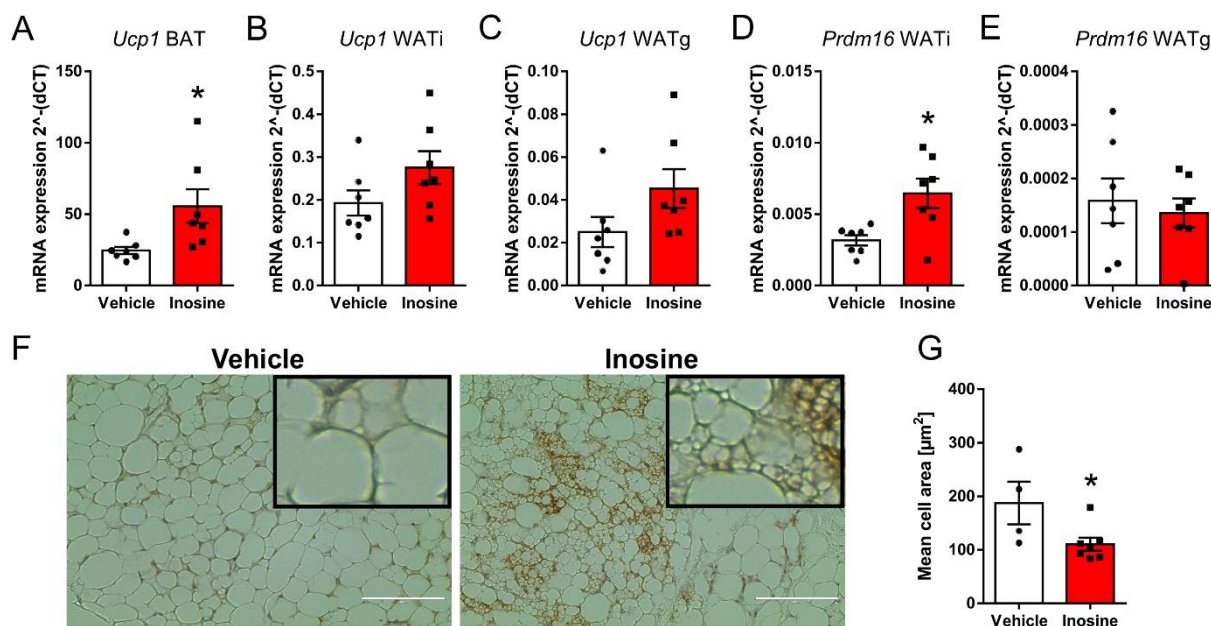 A
Ucp1 BAT
mRNA expression 2^-(dCT)
150
100
50
0
*
Vehicle
Inosine
B
Ucp1 WATi
mRNA expression 2^-(dCT)
0.5
0.4
0.3
0.2
0.1
0.0
Vehicle
Inosine
C
Ucp1 WATg
mRNA expression 2^-(dCT)
0.10
0.08
0.06
0.04
0.02
0.00
Vehicle
Inosine
D
Prdm16 WATi
mRNA expression 2^-(dCT)
0.015
0.010
0.005
0.000
*
Vehicle
Inosine
E
Prdm16 WATg
mRNA expression 2^-(dCT)
0.0004
0.0003
0.0002
0.0001
0.0000
Vehicle
Inosine
F
Vehicle
Inosine
G
Mean cell area [µm²]
400
300
200
100
0
*
Vehicle
Inosine